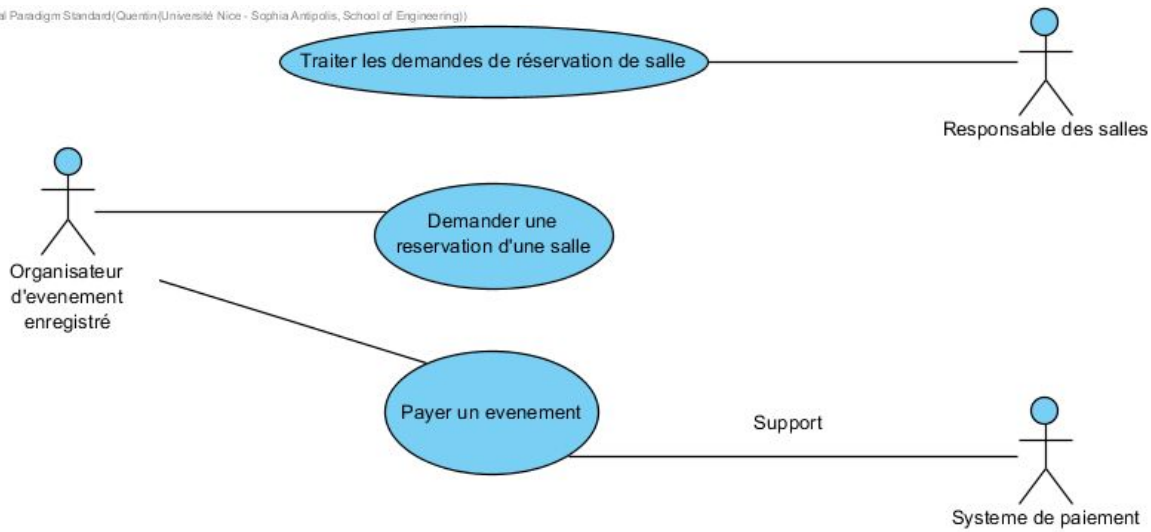 al Paradigm Standard(Quentin(Université Nice - Sophia Antipolis, School of Engineering))
Traiter les demandes de réservation de salle
Responsable des salles
Demander une
reservation d'une salle
Organisateur
d'evenement
enregistré
Payer un evenement
Support
Systeme de paiement